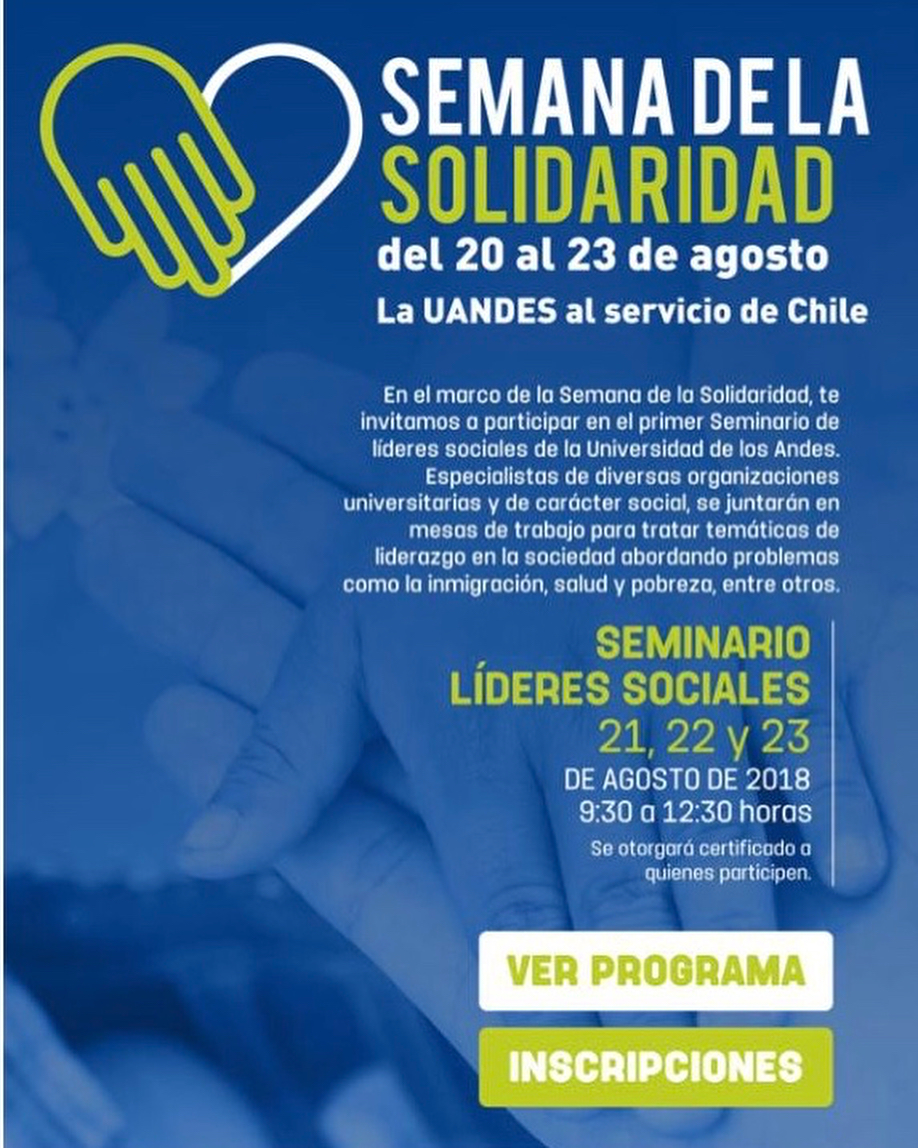 SEMANA DE LA
SOLIDARIDAD
del 20 al 23 de agosto
La UANDES al servicio de Chile
En el marco de la Semana de la Solidaridad, te
invitamos a participar en el primer Seminario de
líderes sociales de la Universidad de los Andes.
Especialistas de diversas organizaciones
universitarias y de carácter social, se juntarán en
mesas de trabajo para tratar temáticas de
liderazgo en la sociedad abordando problemas
como la inmigración, salud y pobreza, entre otros.
SEMINARIO
LÍDERES SOCIALES
21, 22 y 23
DE AGOSTO DE 2018
9:30 a 12:30 horas
Se otorgará certificado a
quienes participen.
VER PROGRAMA
INSCRIPCIONES